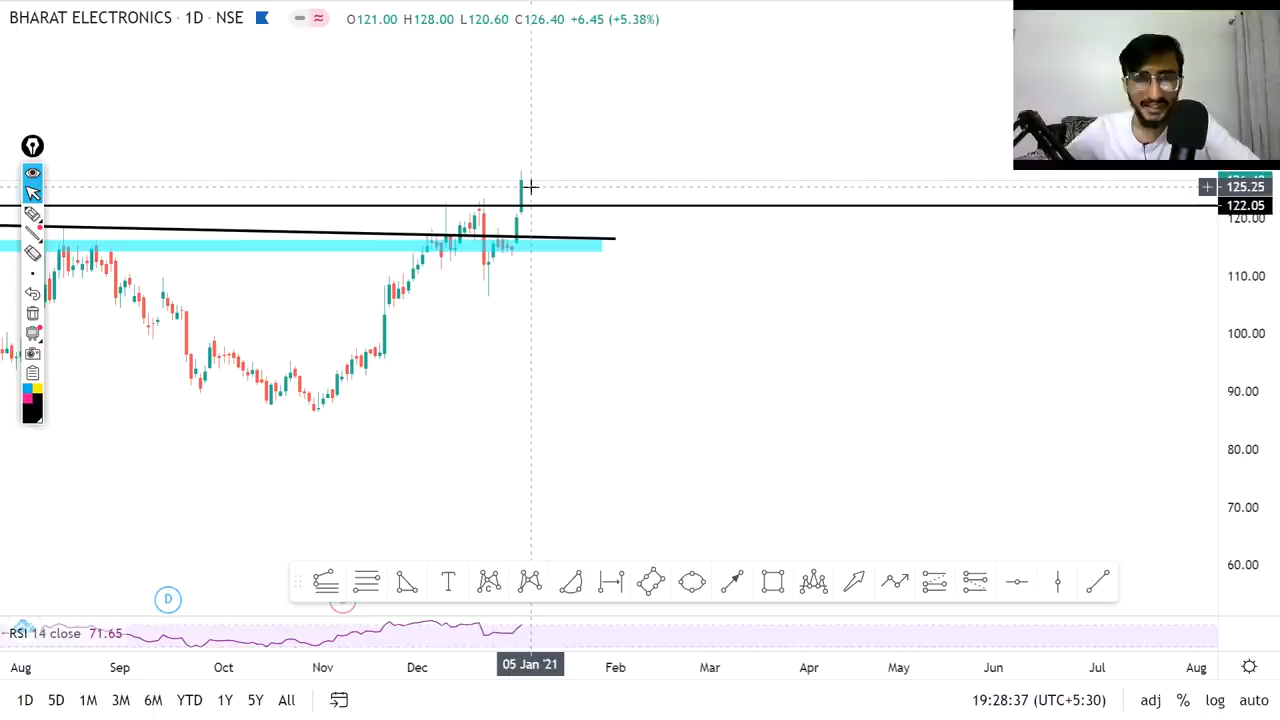 BHARAT ELECTRONICS · 1D · NSE O121.00 H128.00 L120.60 C126.40 +6.45 (+5.38%)
125.25
122.05
120.00
110.00
100.00
90.00
80.00
70.00
60.00
T
D
RSI 14 close 71.65
Aug Sep Oct Nov Dec 05 Jan '21 Feb Mar Apr May Jun Jul Aug
1D 5D 1M 3M 6M YTD 1Y 5Y All 19:28:37 (UTC+5:30) adj % log auto